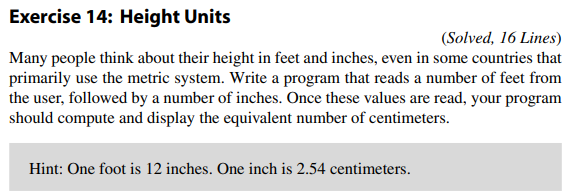 Exercise 14: Height Units
(Solved, 16 Lines)
Many people think about their height in feet and inches, even in some countries that
primarily use the metric system. Write a program that reads a number of feet from
the user, followed by a number of inches. Once these values are read, your program
should compute and display the equivalent number of centimeters.
Hint: One foot is 12 inches. One inch is 2.54 centimeters.